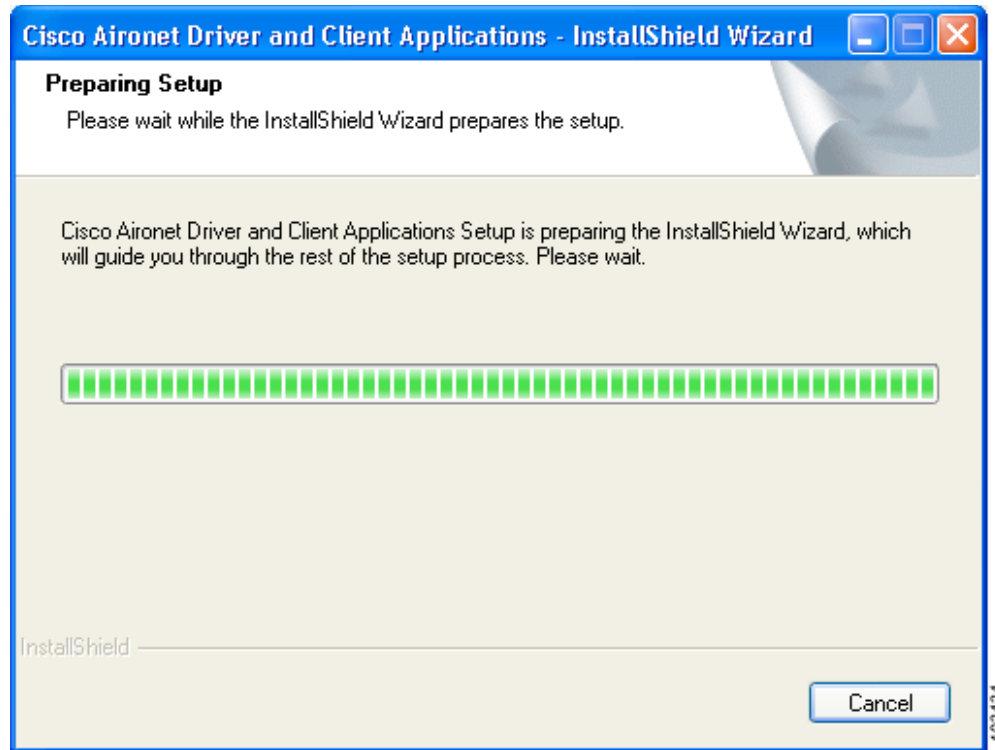 Cisco Aironet Driver and Client Applications - InstallShield Wizard
Preparing Setup
Please wait while the InstallShield Wizard prepares the setup.
Cisco Aironet Driver and Client Applications Setup is preparing the InstallShield Wizard, which
will guide you through the rest of the setup process. Please wait.
InstallShield
Cancel